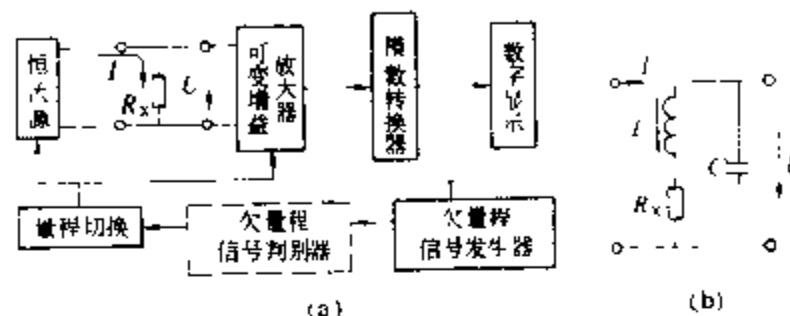 恒流源
I
Rx
U
可变增益
放大器
模数转换器
数字显示
量程切换
欠量程
信号判别器
欠量程
信号发生器
(a)
I
L
Rx
C
(b)